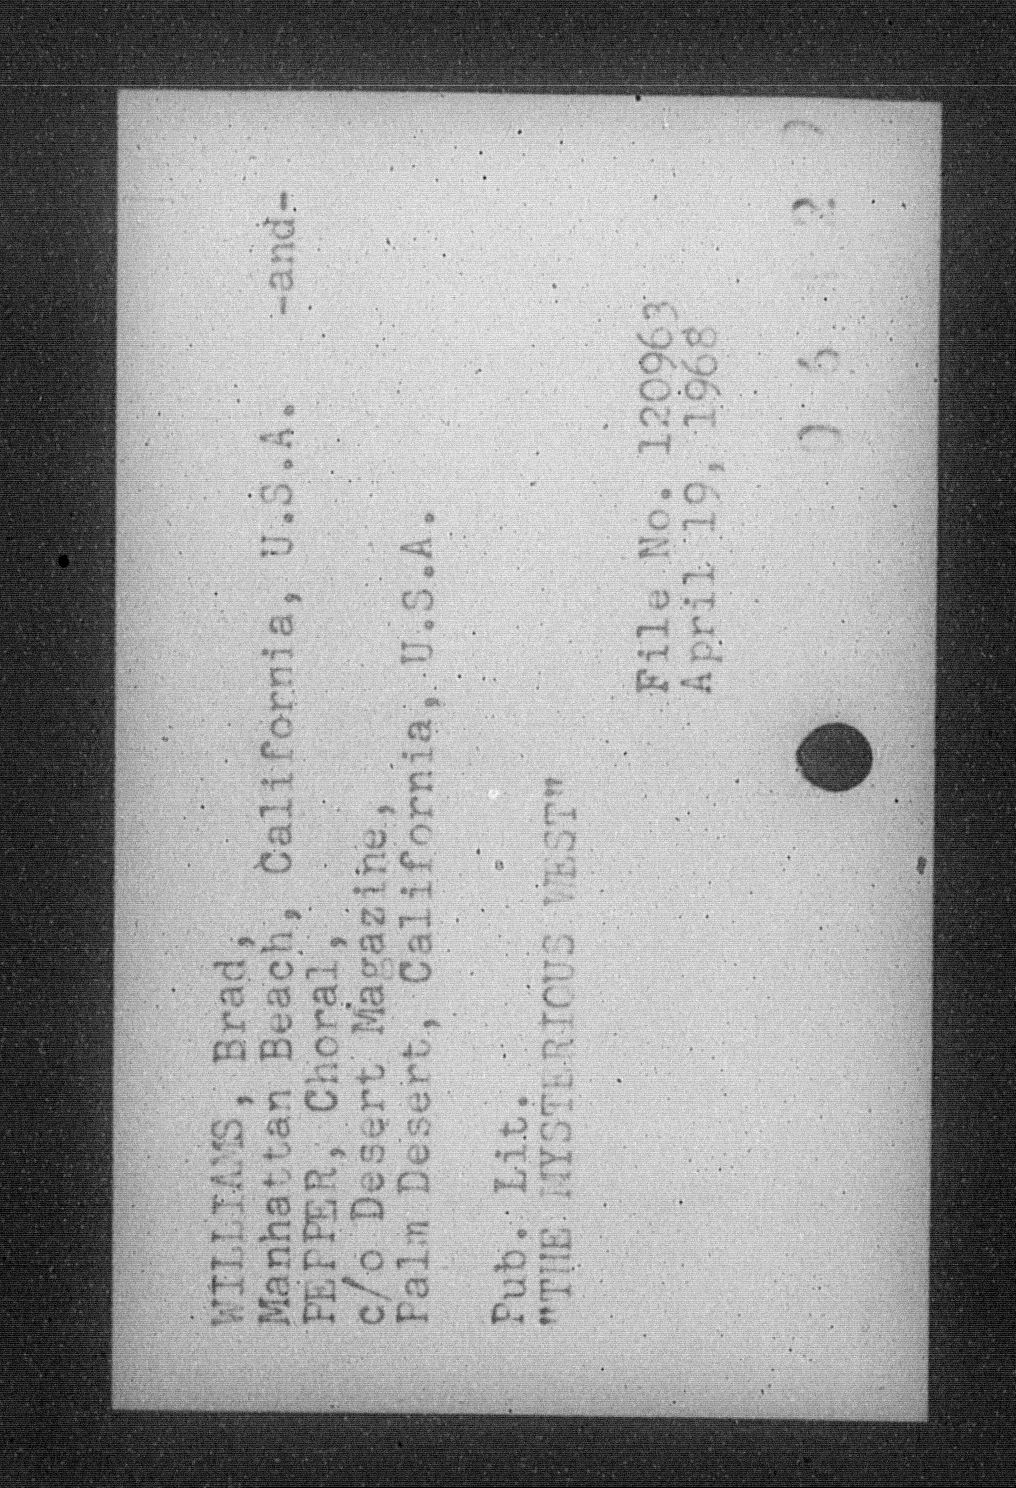 WILLIAMS, Brad,
Manhattan Beach, California, U.S.A. -and-
PEPPER, Choral,
c/o Desert Magazine,
Palm Desert, California, U.S.A.
Pub. Lit.
"THE MYSTERIOUS WEST"
File No. 120963
April 19, 1968